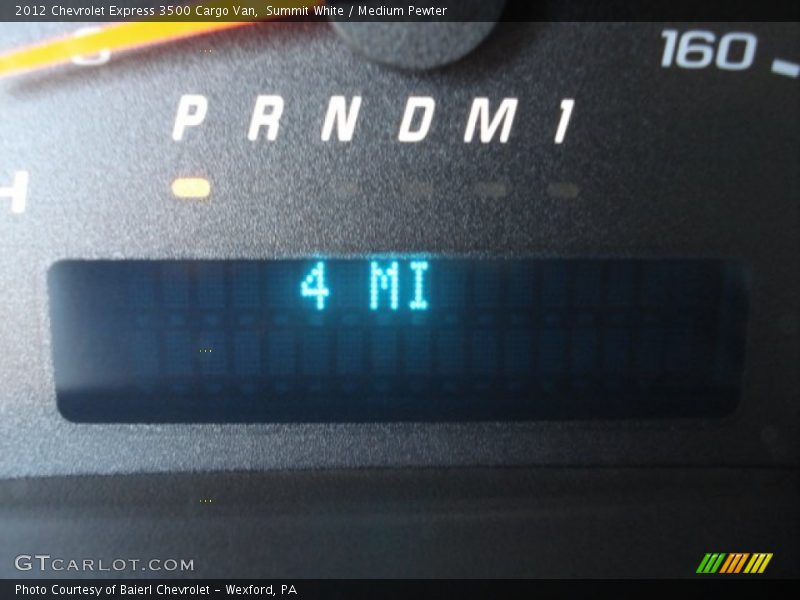 2012 Chevrolet Express 3500 Cargo Van,  Summit White / Medium Pewter
160
P R N D M 1
H
4 MI
GTCARLOT.COM
Photo Courtesy of Baierl Chevrolet - Wexford, PA